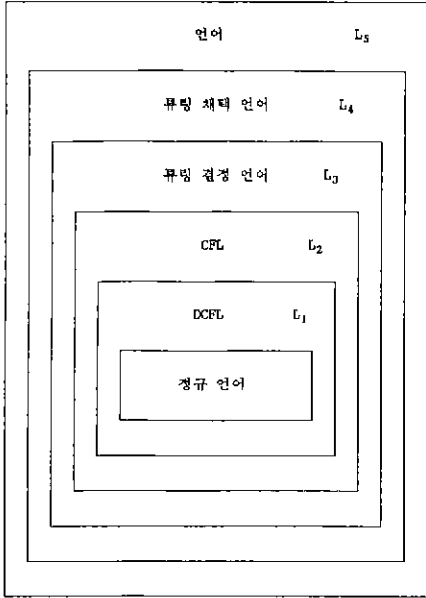 언어 L₅
튜링 채택 언어 L₄
튜링 결정 언어 L₃
CFL L₂
DCFL L₁
정규 언어